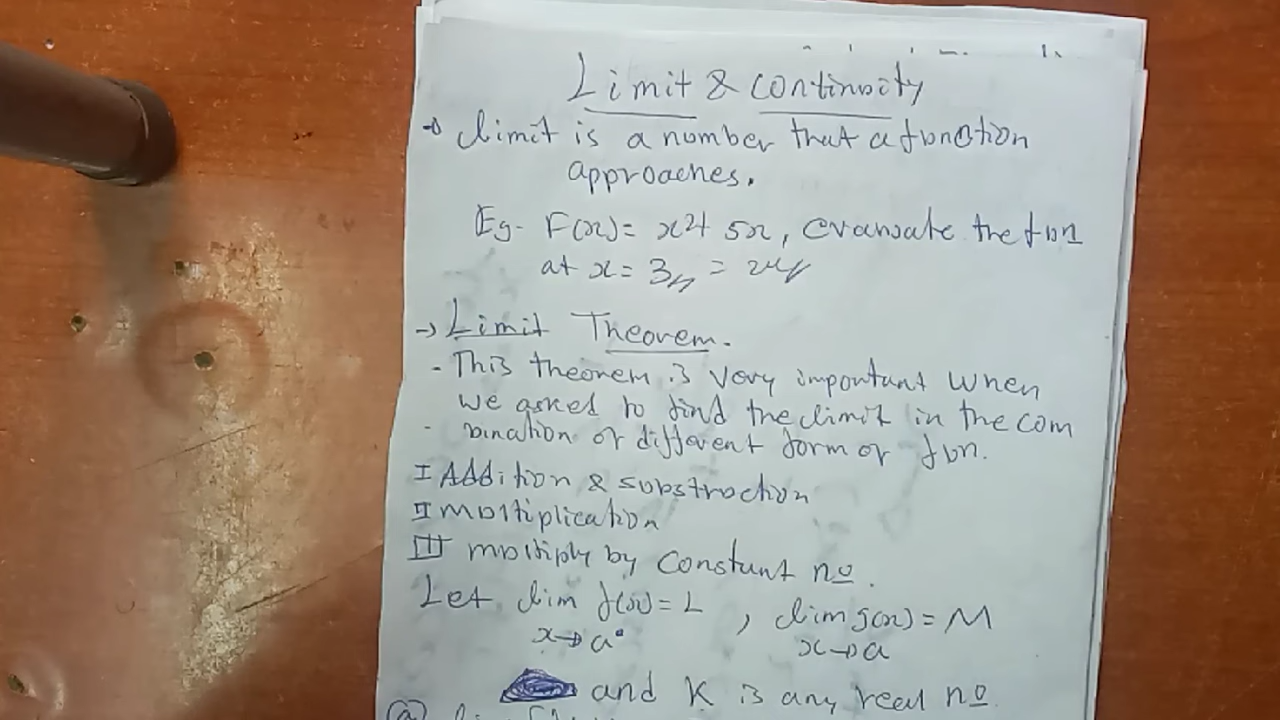 Limit & continuity
→ limit is a number that a function
approaches.
Eg- F(x)= x²+ 5x, evaluate the fun
at x= 3 = 24
→ Limit Theorem.
- This theorem is very important when
we asked to find the limit in the com
- bination of different form of fun.
I Addition & substraction
II multiplication
III multiply by constant no.
Let lim f(x)= L , lim g(x) = M
x→a x→a
and K is any real no